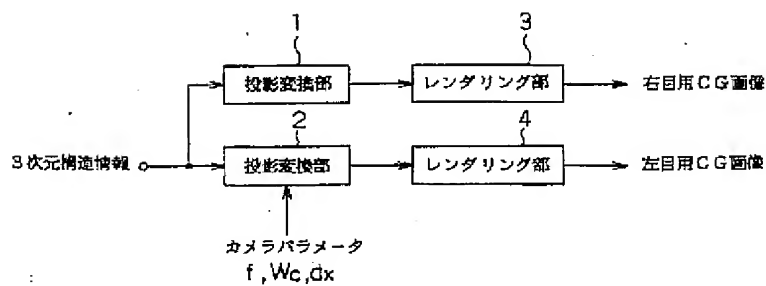 1
3
投影変換部
レンダリング部
右目用CG画像
2
4
3次元構造情報
投影変換部
レンダリング部
左目用CG画像
カメラパラメータ
f,Wc,dx